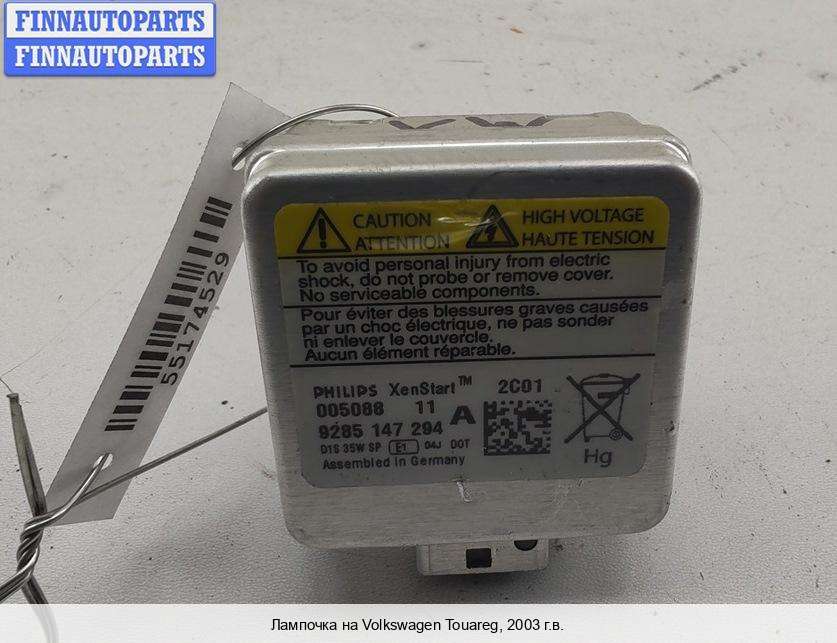 FINNAUTOPARTS
FINNAUTOPARTS
55174529
VW
CAUTION
ATTENTION
HIGH VOLTAGE
HAUTE TENSION
To avoid personal injury from electric
shock, do not probe or remove cover.
No serviceable components.
Pour éviter des blessures graves causées
par un choc électrique, ne pas sonder
ni enlever le couvercle.
Aucun élément réparable.
PHILIPS XenStart™ 2C01
005088 11
9285 147 294 A
D1S 35W SP E1 04J DOT
Assembled in Germany
Hg
Лампочка на Volkswagen Touareg, 2003 г.в.